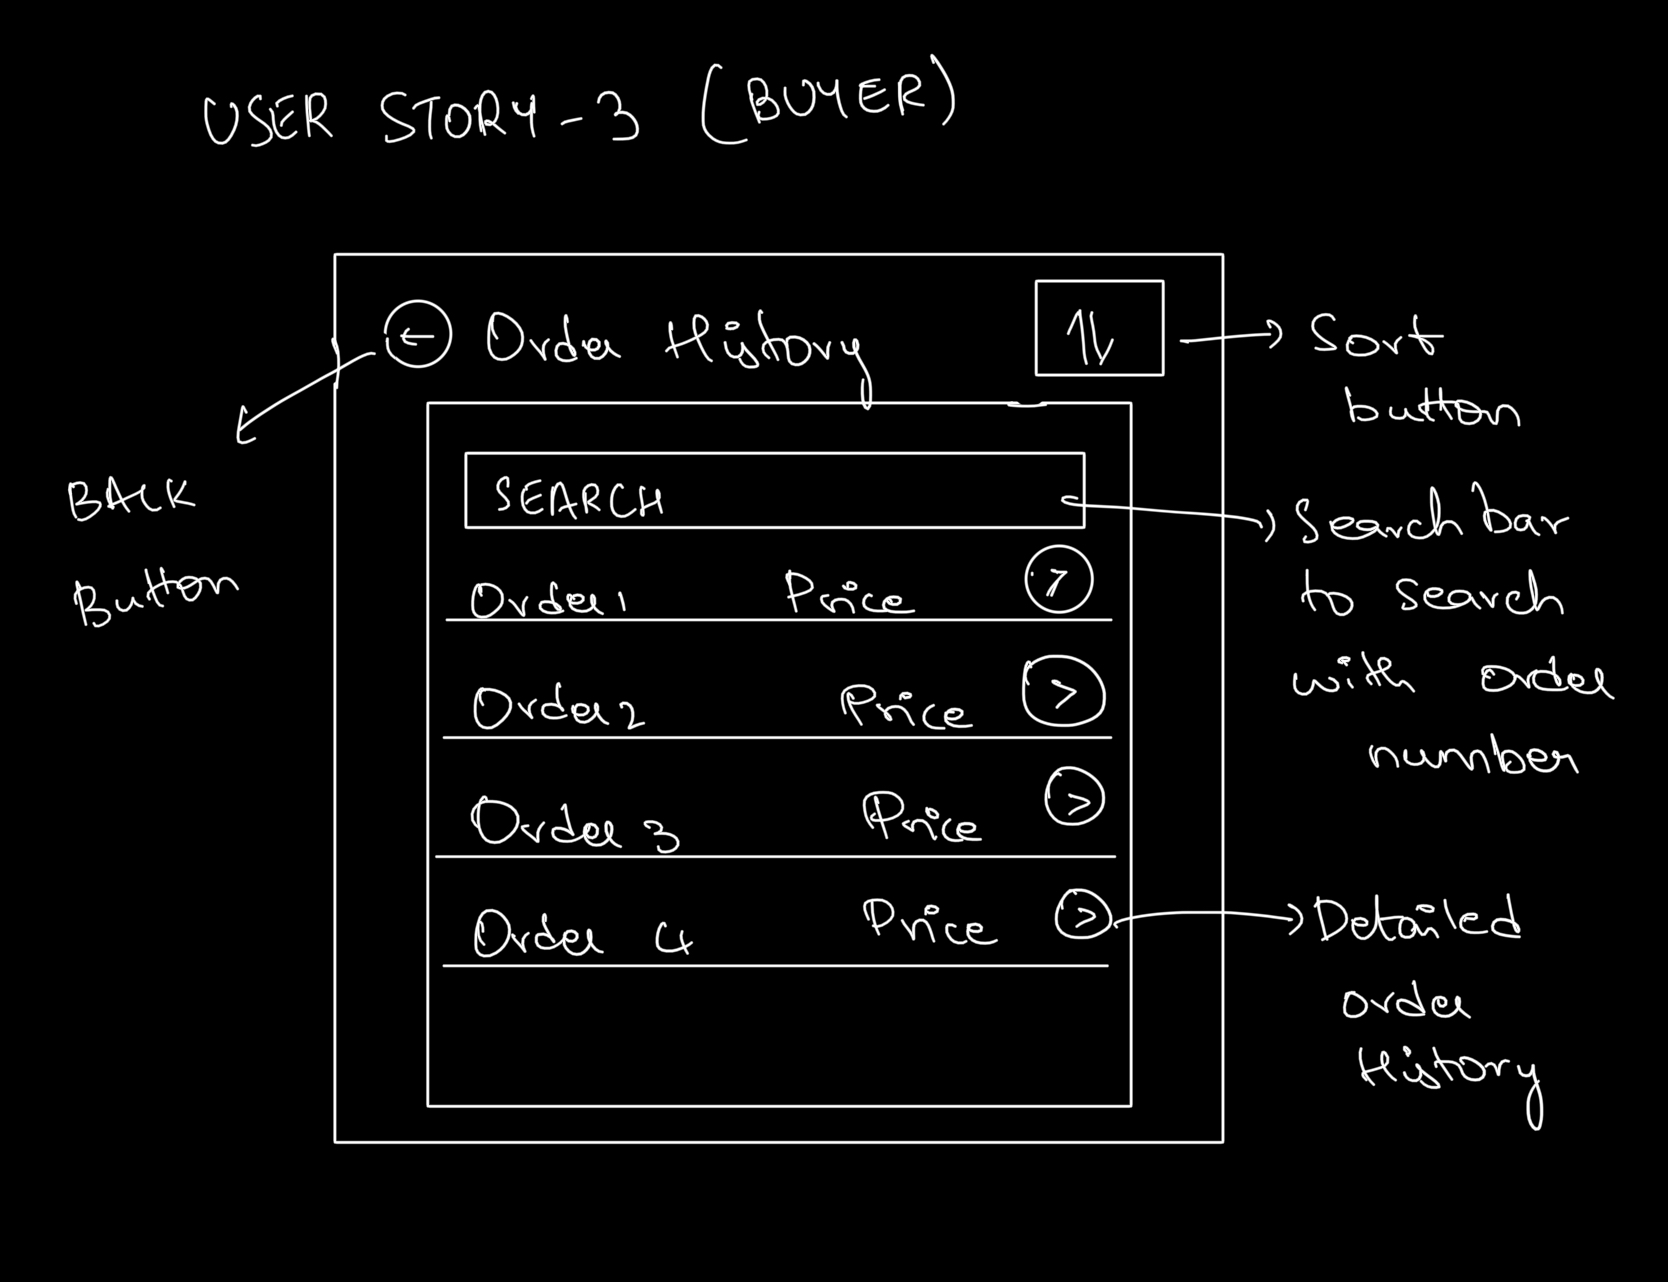 USER STORY-3 (BUYER)
Order History
Sort
button
SEARCH
BACK
Button
Search bar
to search
with order
number
Order 1 Price >
Order 2 Price >
Order 3 Price >
Order 4 Price >
Detailed
order
History